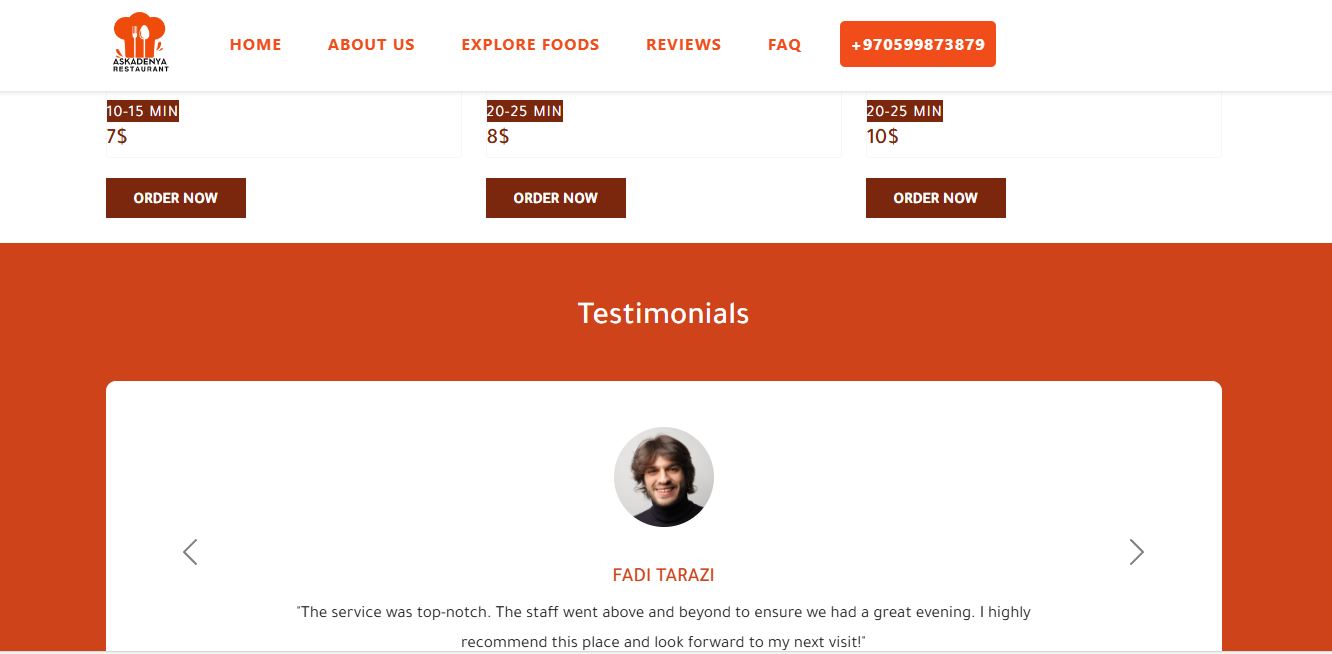 ASKADENYA
RESTAURANT
HOME
ABOUT US
EXPLORE FOODS
REVIEWS
FAQ
+970599873879
10-15 MIN
7$
ORDER NOW
20-25 MIN
8$
ORDER NOW
20-25 MIN
10$
ORDER NOW
Testimonials
FADI TARAZI
"The service was top-notch. The staff went above and beyond to ensure we had a great evening. I highly
recommend this place and look forward to my next visit!"